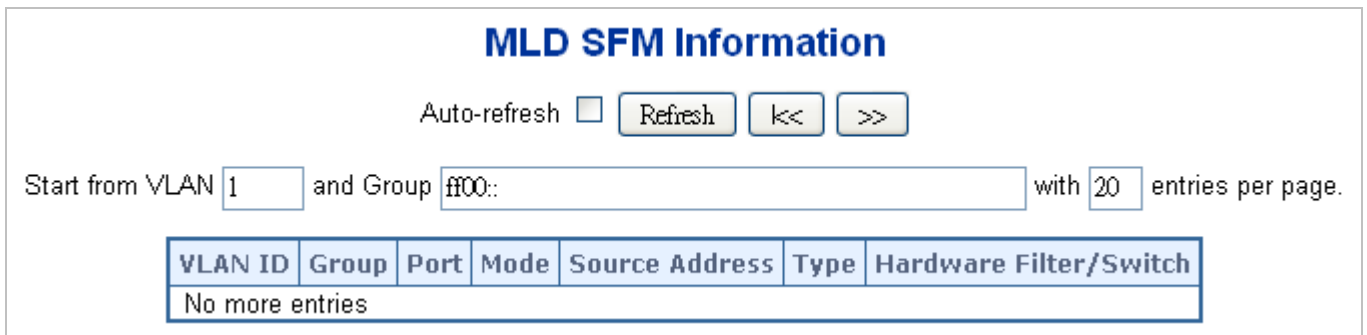 MLD SFM Information
Auto-refresh Refresh |<< >>
Start from VLAN 1 and Group ff00:: with 20 entries per page.
VLAN ID Group Port Mode Source Address Type Hardware Filter/Switch
No more entries